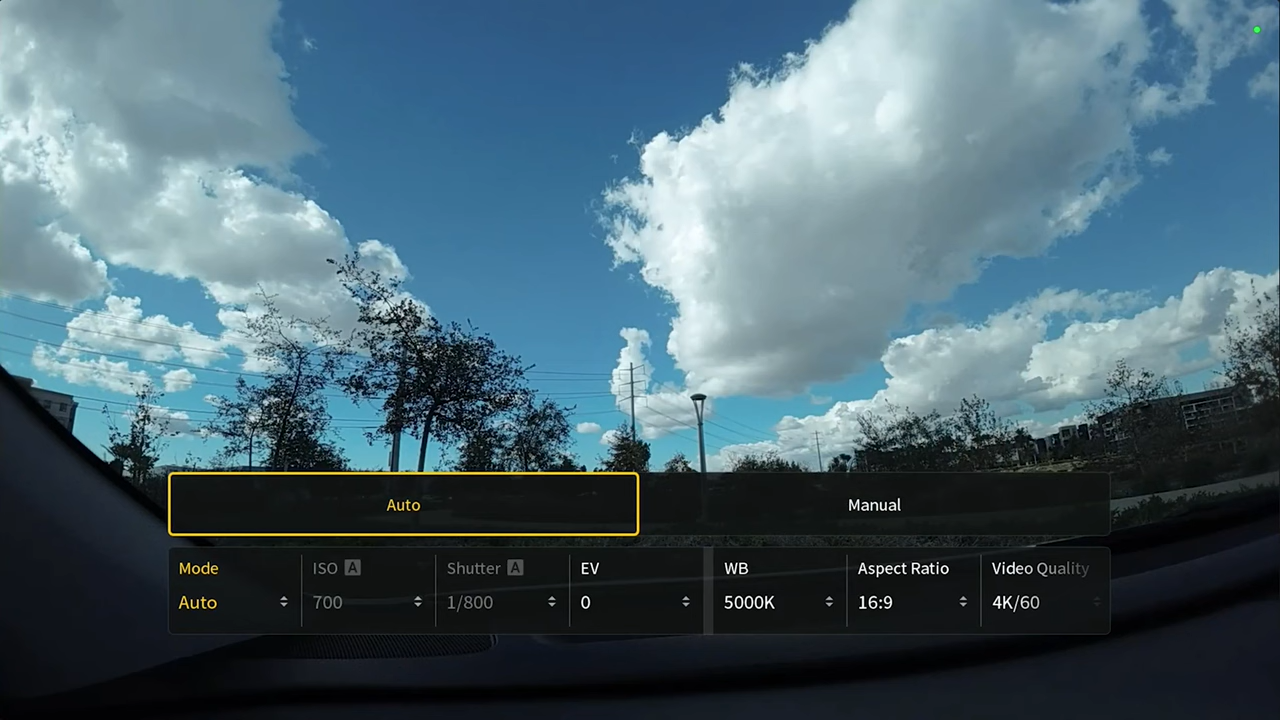 Auto Manual
Mode ISO A Shutter A EV WB Aspect Ratio Video Quality
Auto 700 1/800 0 5000K 16:9 4K/60